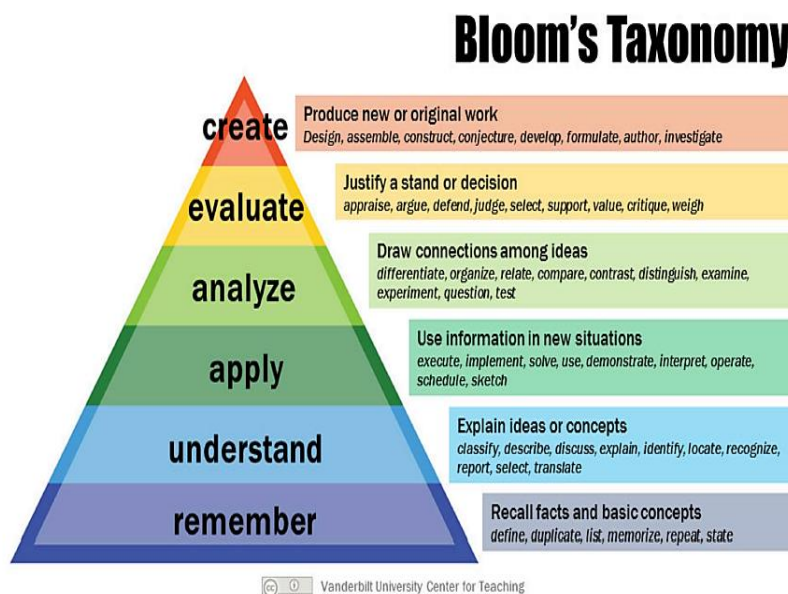 Bloom's Taxonomy
create
Produce new or original work
Design, assemble, construct, conjecture, develop, formulate, author, investigate
evaluate
Justify a stand or decision
appraise, argue, defend, judge, select, support, value, critique, weigh
analyze
Draw connections among ideas
differentiate, organize, relate, compare, contrast, distinguish, examine,
experiment, question, test
apply
Use information in new situations
execute, implement, solve, use, demonstrate, interpret, operate,
schedule, sketch
understand
Explain ideas or concepts
classify, describe, discuss, explain, identify, locate, recognize,
report, select, translate
remember
Recall facts and basic concepts
define, duplicate, list, memorize, repeat, state
cc Vanderbilt University Center for Teaching